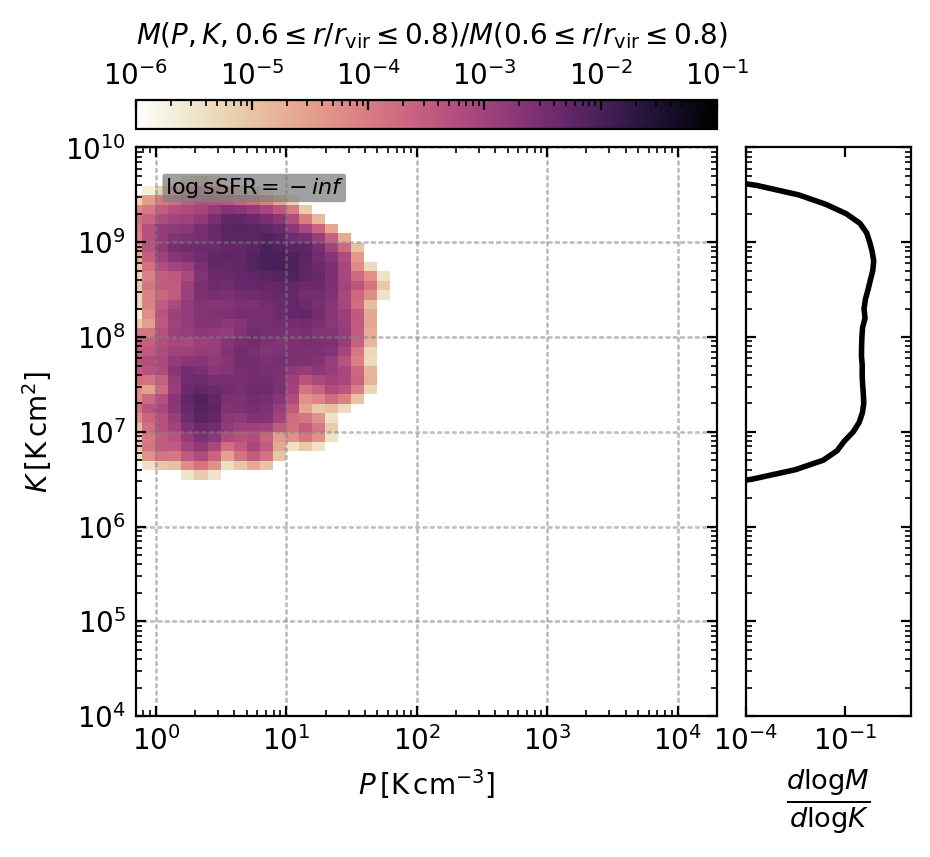 M(P, K, 0.6 ≤ r/r_vir ≤ 0.8)/M(0.6 ≤ r/r_vir ≤ 0.8)
10^−6 10^−5 10^−4 10^−3 10^−2 10^−1
log sSFR = −inf
10^10
10^9
10^8
10^7
10^6
10^5
10^4
K [K cm^2]
10^0 10^1 10^2 10^3 10^4
P [K cm^−3]
10^−4 10^−1
dlogM
dlogK